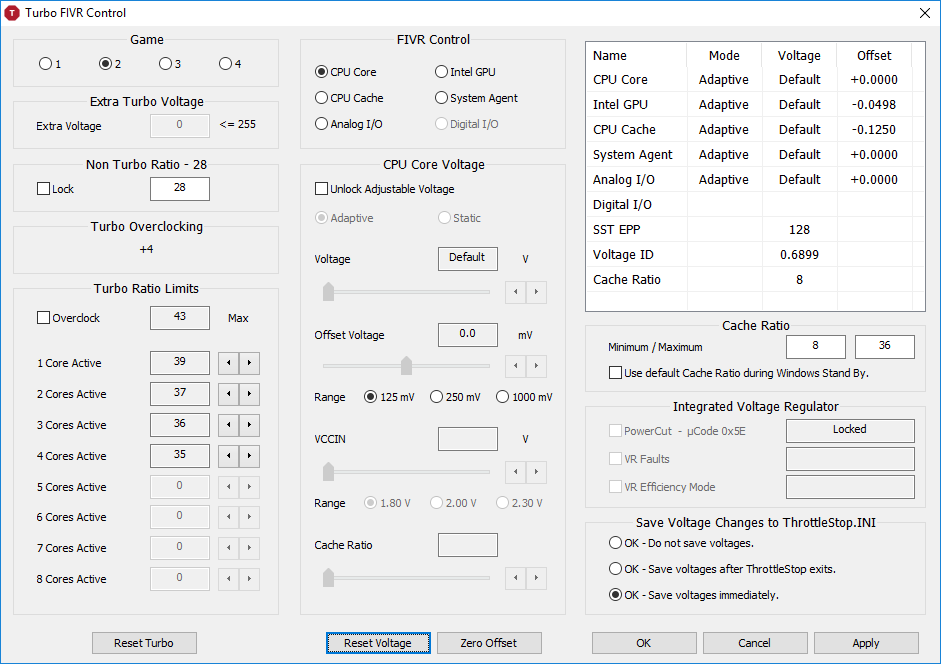 T Turbo FIVR Control
Game
1 2 3 4
Extra Turbo Voltage
Extra Voltage 0 <= 255
Non Turbo Ratio - 28
Lock 28
Turbo Overclocking
+4
Turbo Ratio Limits
Overclock 43 Max
1 Core Active 39
2 Cores Active 37
3 Cores Active 36
4 Cores Active 35
5 Cores Active 0
6 Cores Active 0
7 Cores Active 0
8 Cores Active 0
Reset Turbo
FIVR Control
CPU Core Intel GPU
CPU Cache System Agent
Analog I/O Digital I/O
CPU Core Voltage
Unlock Adjustable Voltage
Adaptive Static
Voltage Default V
Offset Voltage 0.0 mV
Range 125 mV 250 mV 1000 mV
VCCIN V
Range 1.80 V 2.00 V 2.30 V
Cache Ratio
Reset Voltage Zero Offset
Name Mode Voltage Offset
CPU Core Adaptive Default +0.0000
Intel GPU Adaptive Default -0.0498
CPU Cache Adaptive Default -0.1250
System Agent Adaptive Default +0.0000
Analog I/O Adaptive Default +0.0000
Digital I/O
SST EPP 128
Voltage ID 0.6899
Cache Ratio 8
Cache Ratio
Minimum / Maximum 8 36
Use default Cache Ratio during Windows Stand By.
Integrated Voltage Regulator
PowerCut - µCode 0x5E Locked
VR Faults
VR Efficiency Mode
Save Voltage Changes to ThrottleStop.INI
OK - Do not save voltages.
OK - Save voltages after ThrottleStop exits.
OK - Save voltages immediately.
OK Cancel Apply